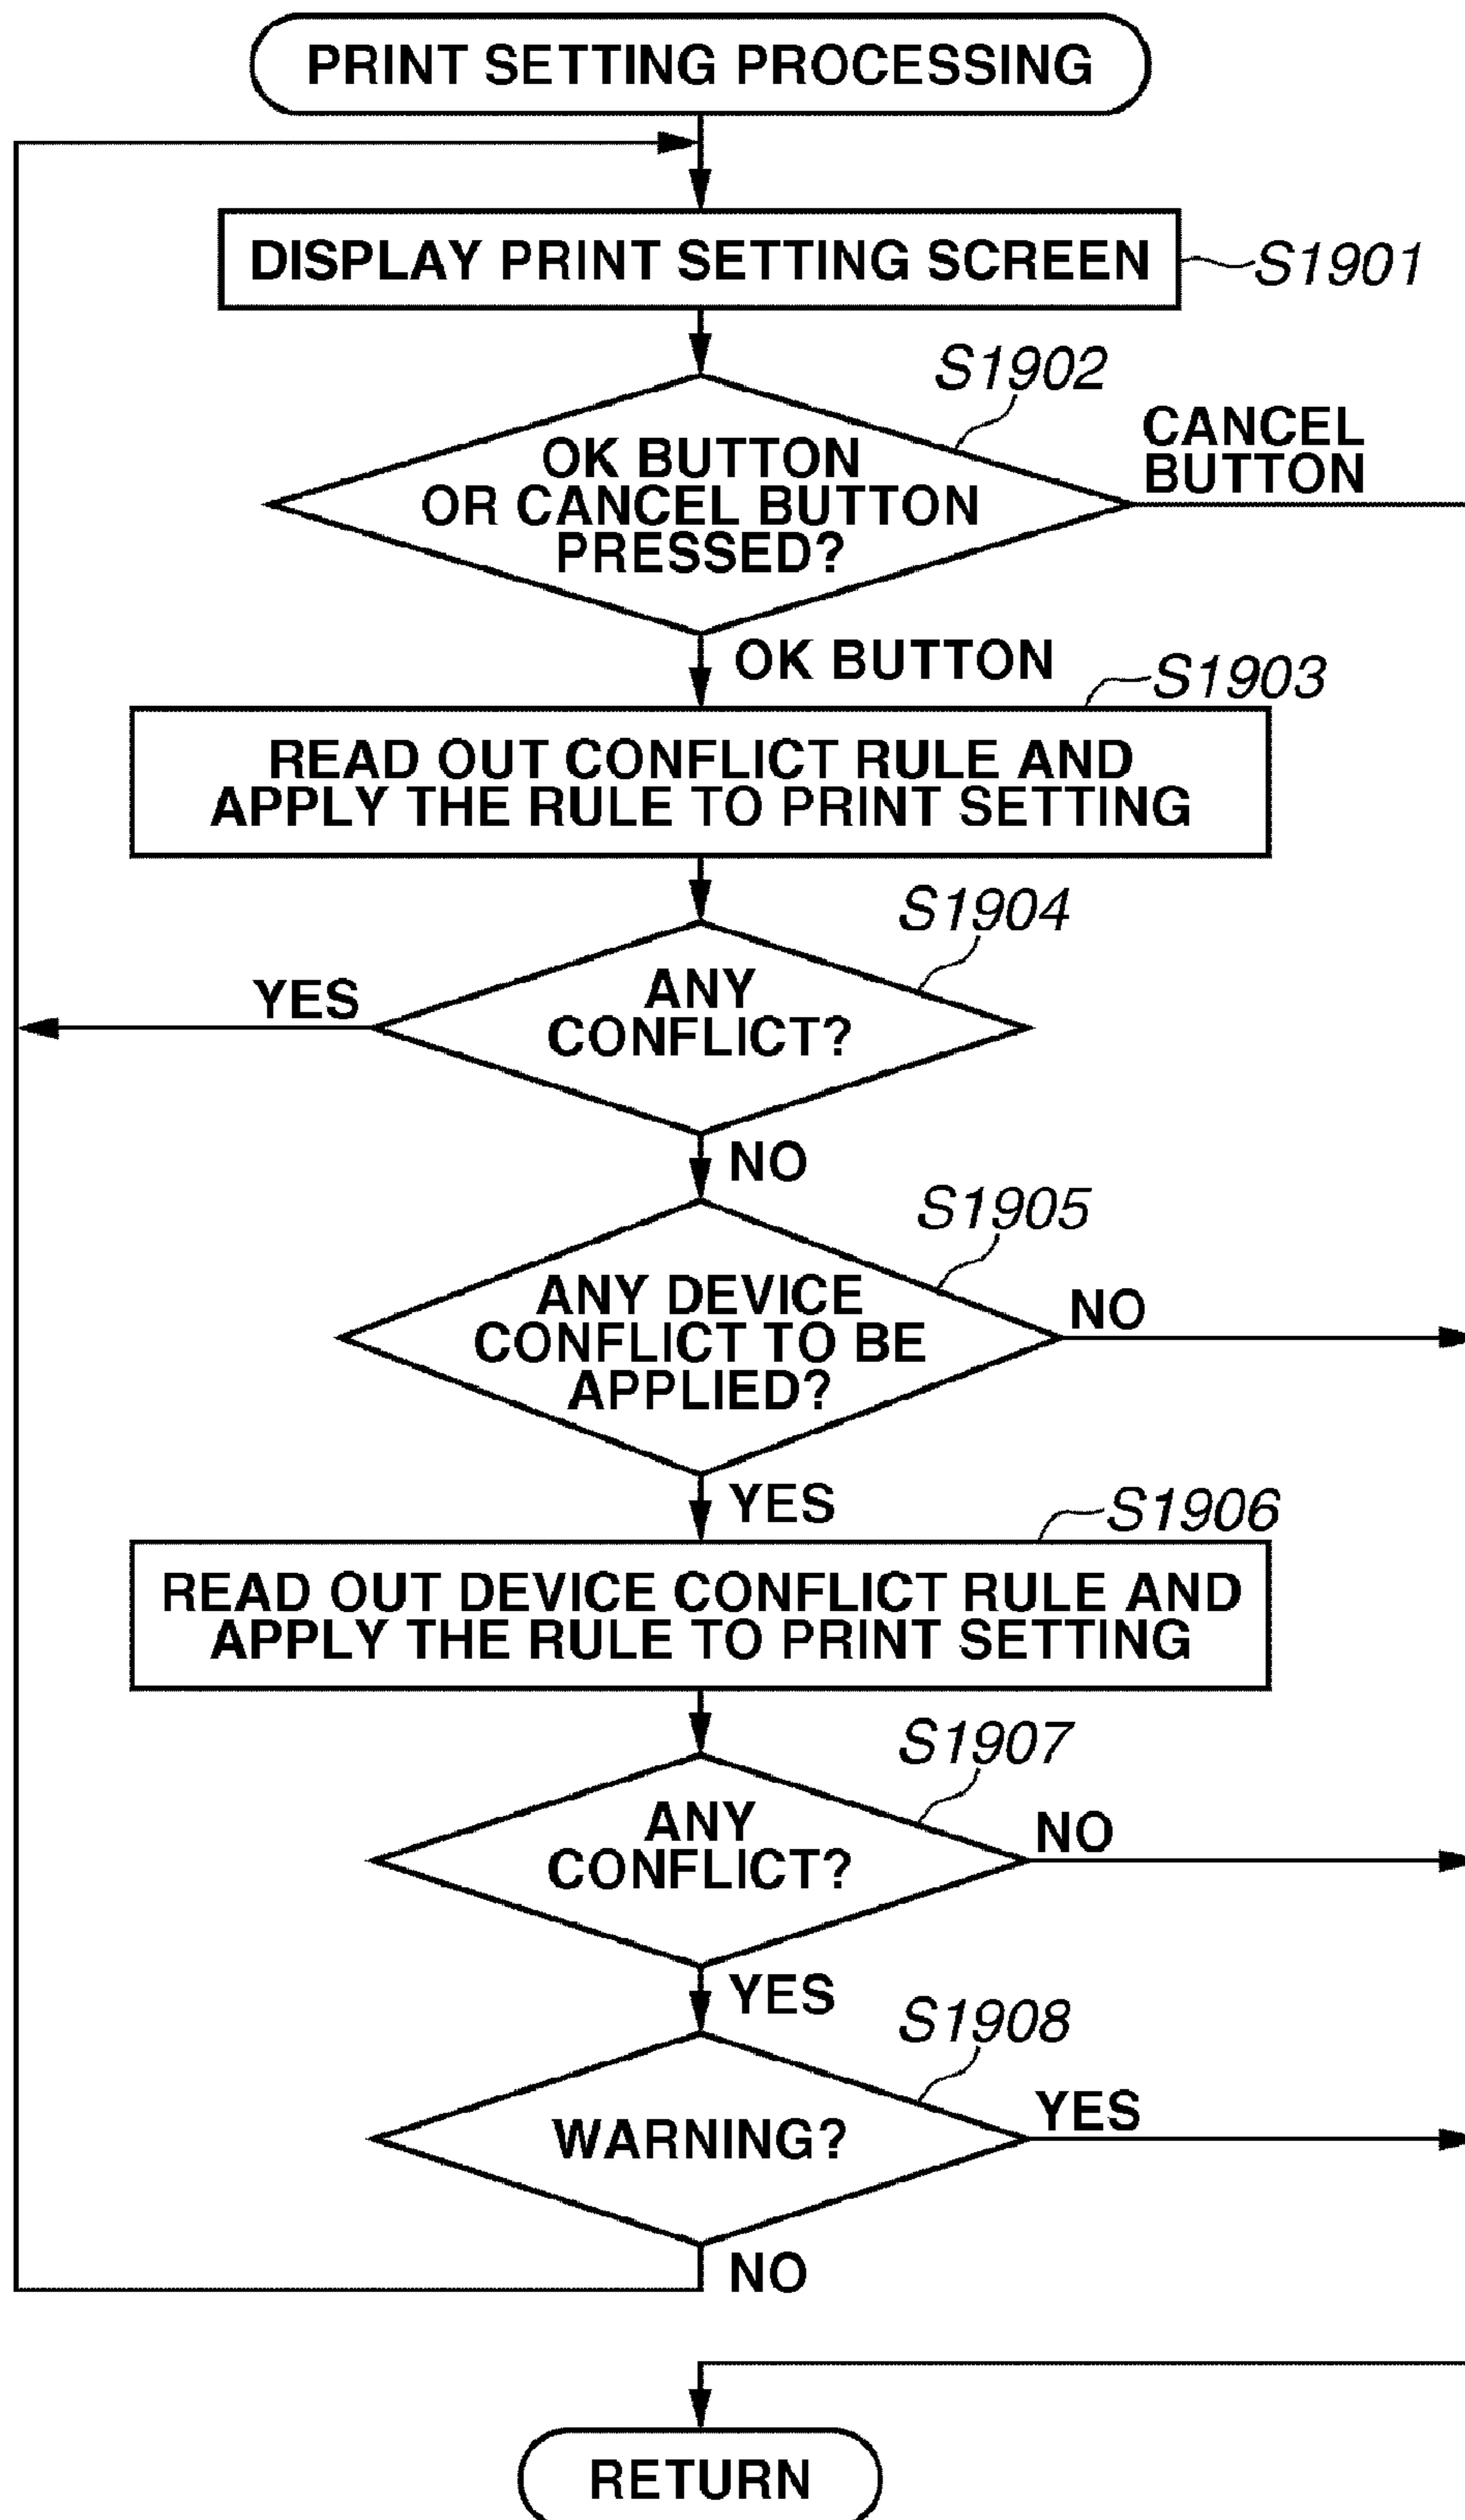 PRINT SETTING PROCESSING
DISPLAY PRINT SETTING SCREEN
S1901
S1902
OK BUTTON
OR CANCEL BUTTON
PRESSED?
CANCEL
BUTTON
OK BUTTON
S1903
READ OUT CONFLICT RULE AND
APPLY THE RULE TO PRINT SETTING
S1904
ANY
CONFLICT?
YES
NO
S1905
ANY DEVICE
CONFLICT TO BE
APPLIED?
NO
YES
S1906
READ OUT DEVICE CONFLICT RULE AND
APPLY THE RULE TO PRINT SETTING
S1907
ANY
CONFLICT?
NO
YES
S1908
WARNING?
YES
NO
RETURN